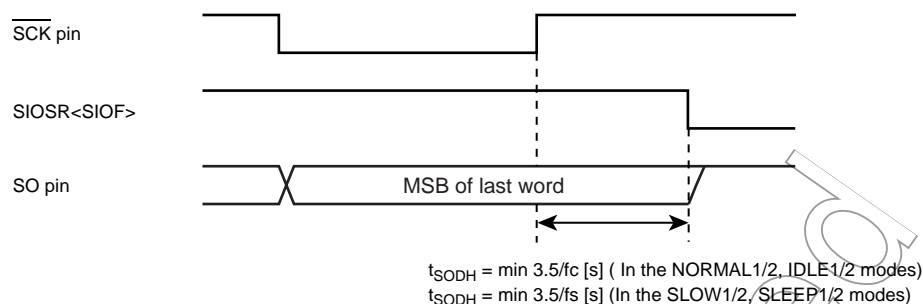 SCK pin
SIOSR<SIOF>
SO pin
MSB of last word
tSODH = min 3.5/fc [s] ( In the NORMAL1/2, IDLE1/2 modes)
tSODH = min 3.5/fs [s] (In the SLOW1/2, SLEEP1/2 modes)